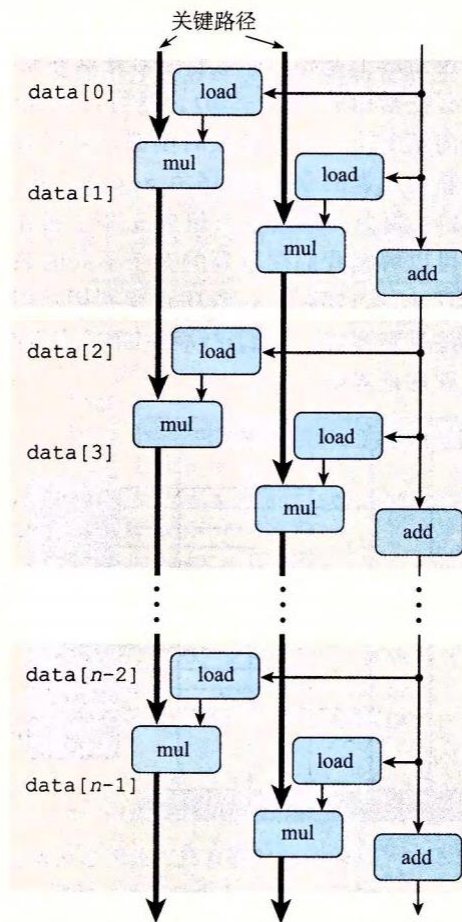 关键路径
data[0]
load
mul
data[1]
load
mul
add
data[2]
load
mul
data[3]
load
mul
add
data[n-2]
load
mul
data[n-1]
load
mul
add